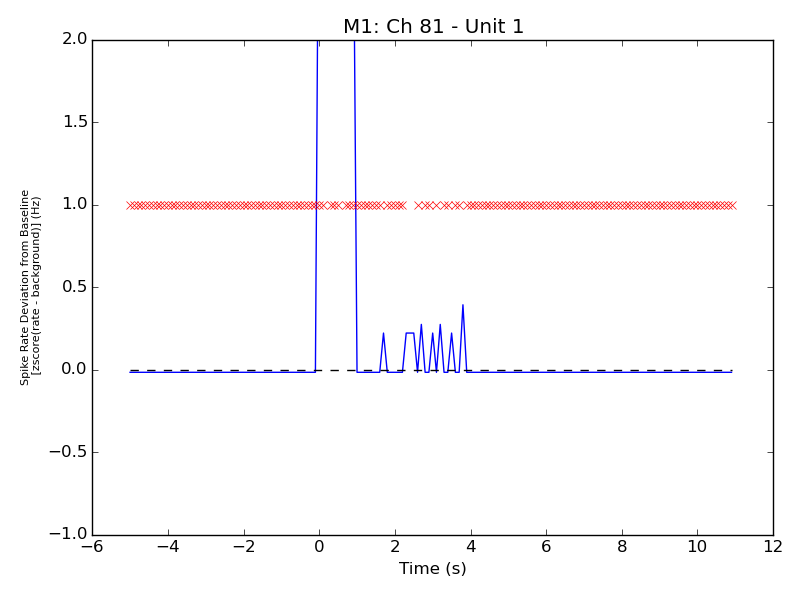 M1: Ch 81 - Unit 1
2.0
1.5
1.0
0.5
0.0
−0.5
−1.0
Spike Rate Deviation from Baseline
[zscore(rate - background)] (Hz)
−6 −4 −2 0 2 4 6 8 10 12
Time (s)